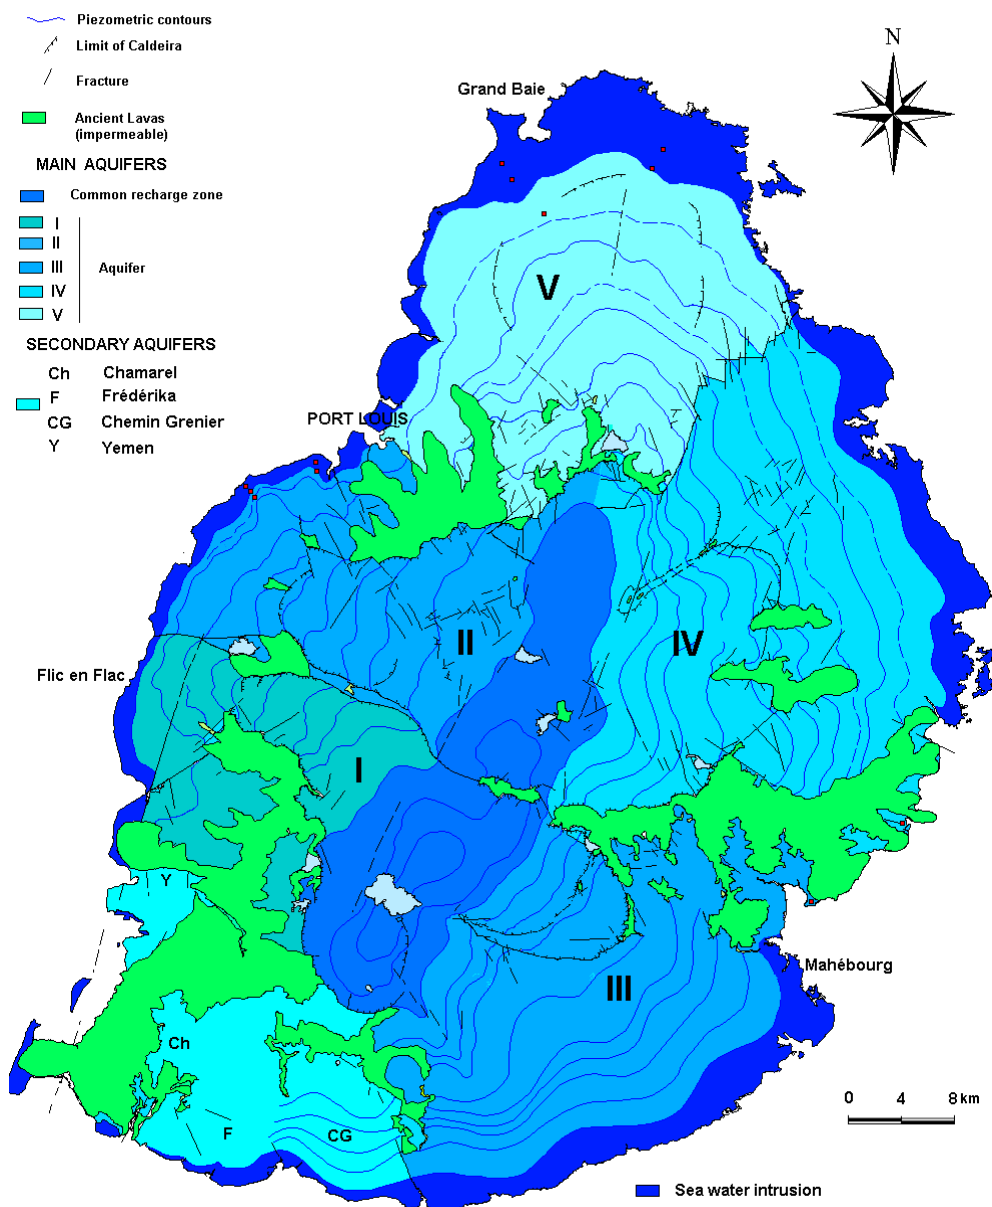 Piezometric contours
Limit of Caldeira
Fracture
Ancient Lavas
(impermeable)
MAIN AQUIFERS
Common recharge zone
I
II
III
IV
V
Aquifer
SECONDARY AQUIFERS
Ch Chamarel
F Frédérika
CG Chemin Grenier
Y Yemen
N
Grand Baie
V
PORT LOUIS
II
IV
Flic en Flac
I
Y
Mahébourg
III
Ch
F
CG
0 4 8 km
Sea water intrusion